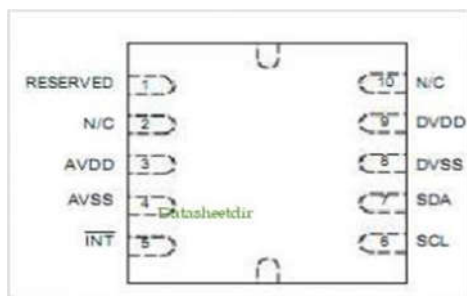 RESERVED 1 10 N/C
N/C 2 9 DVDD
AVDD 3 8 DVSS
AVSS 4 7 SDA
Datasheetdir
INT 5 6 SCL